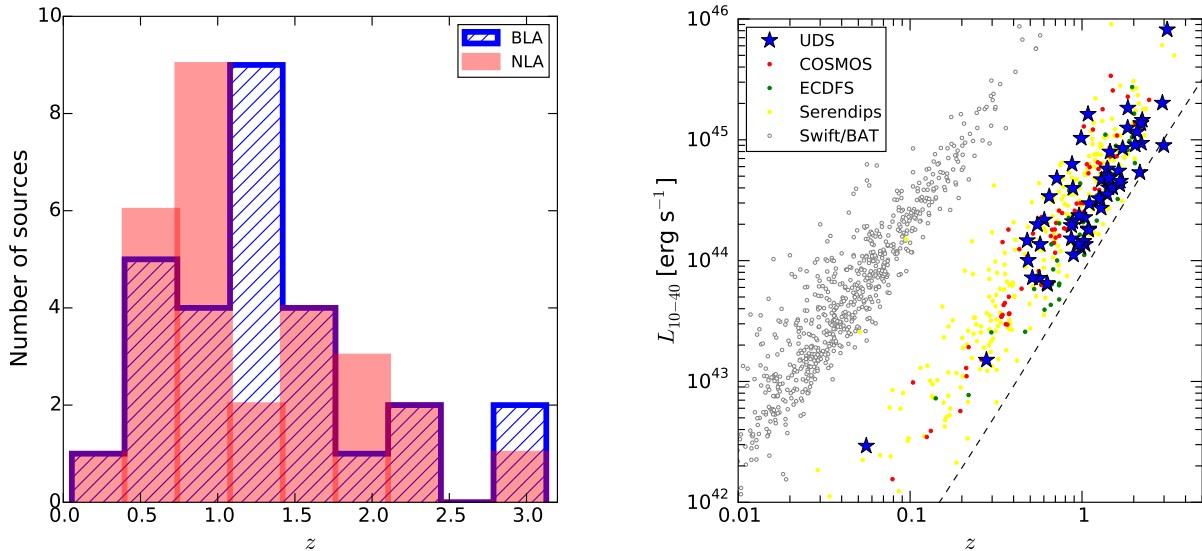 BLA
NLA
10
8
6
4
2
0
Number of sources
0.0 0.5 1.0 1.5 2.0 2.5 3.0
z
UDS
COSMOS
ECDFS
Serendips
Swift/BAT
10^46
10^45
10^44
10^43
10^42
L_{10−40} [erg s^{−1}]
0.01 0.1 1
z